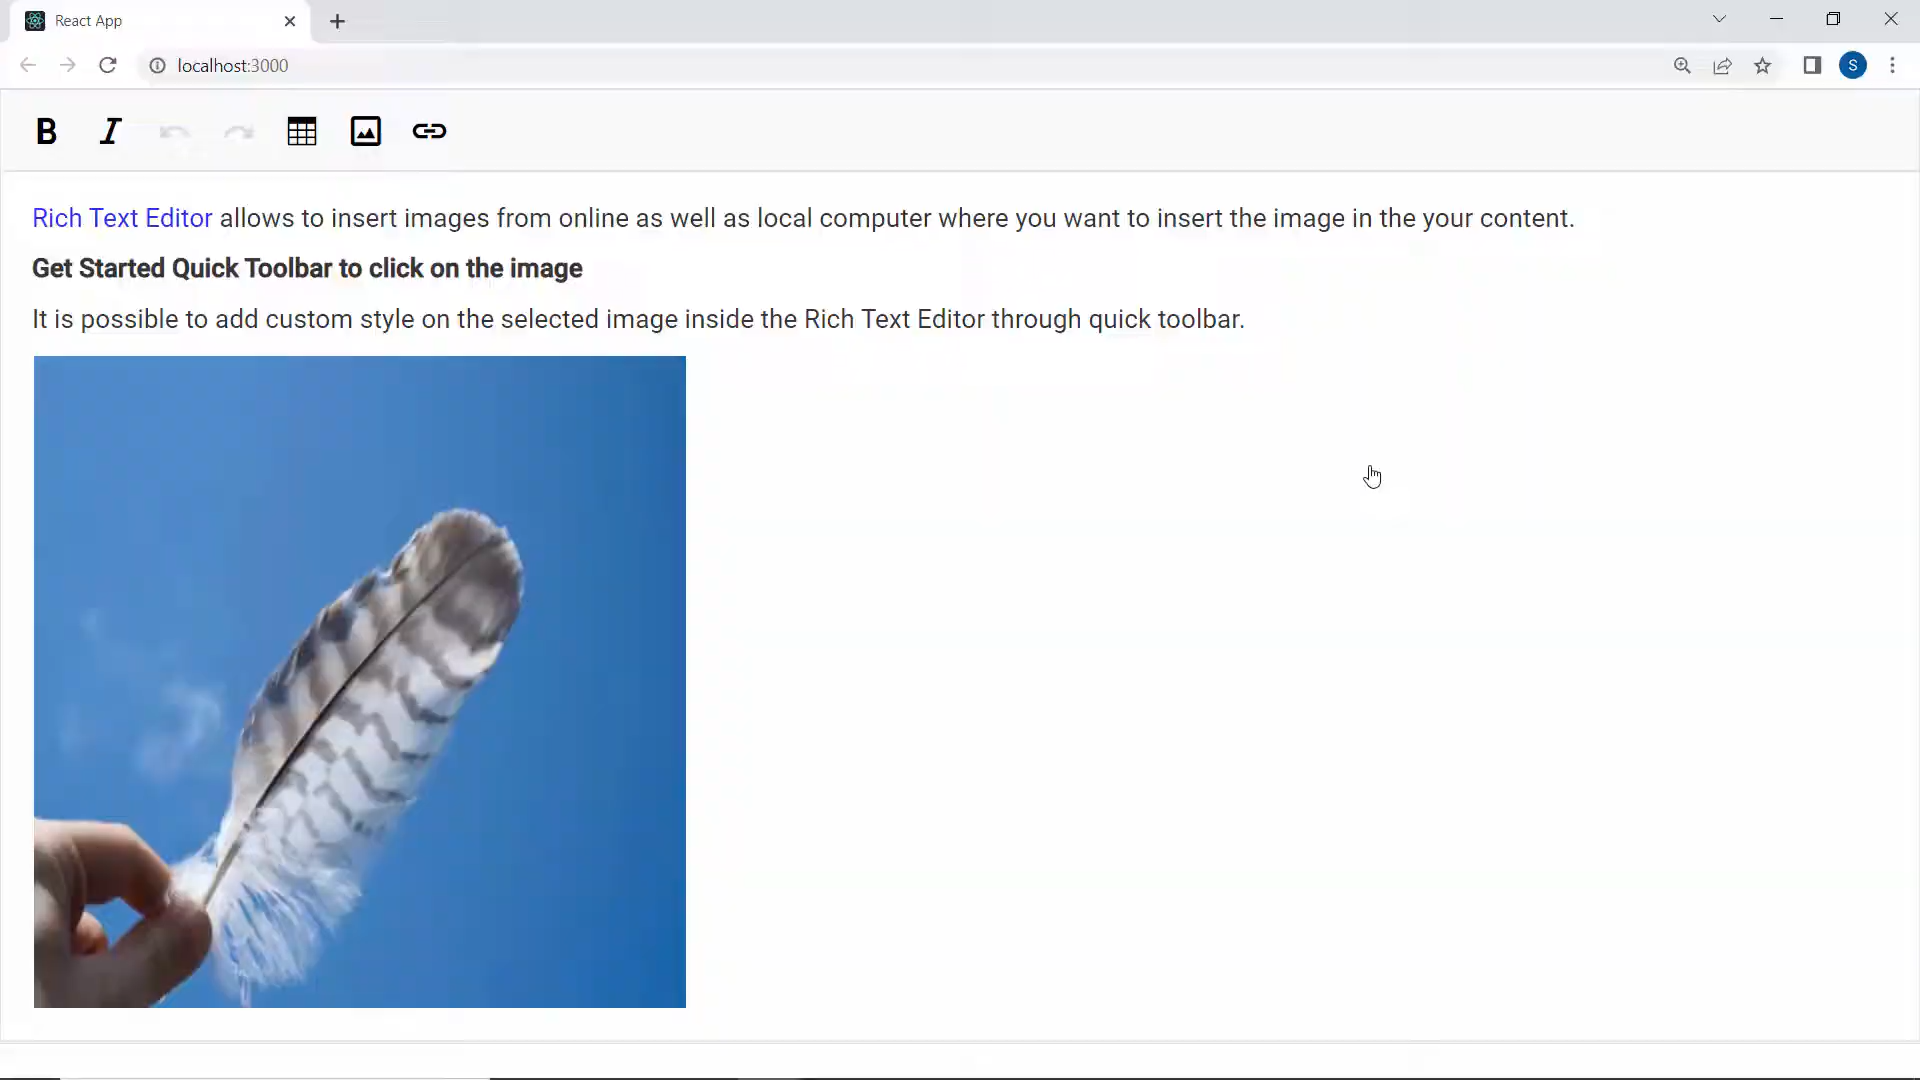 React App
localhost:3000
S
B I
Rich Text Editor allows to insert images from online as well as local computer where you want to insert the image in the your content.
Get Started Quick Toolbar to click on the image
It is possible to add custom style on the selected image inside the Rich Text Editor through quick toolbar.